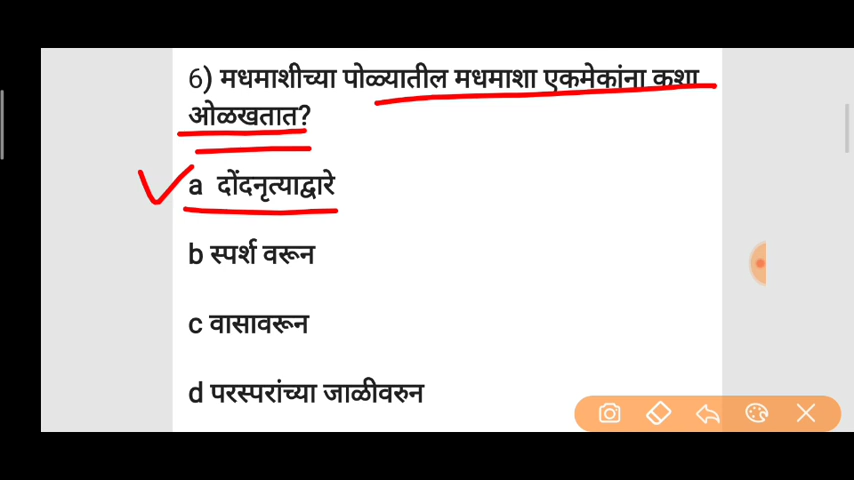 6) मधमाशीच्या पोळ्यातील मधमाशा एकमेकांना कशा
ओळखतात?
a दोंदनृत्याद्वारे
b स्पर्श वरून
c वासावरून
d परस्परांच्या जाळीवरुन